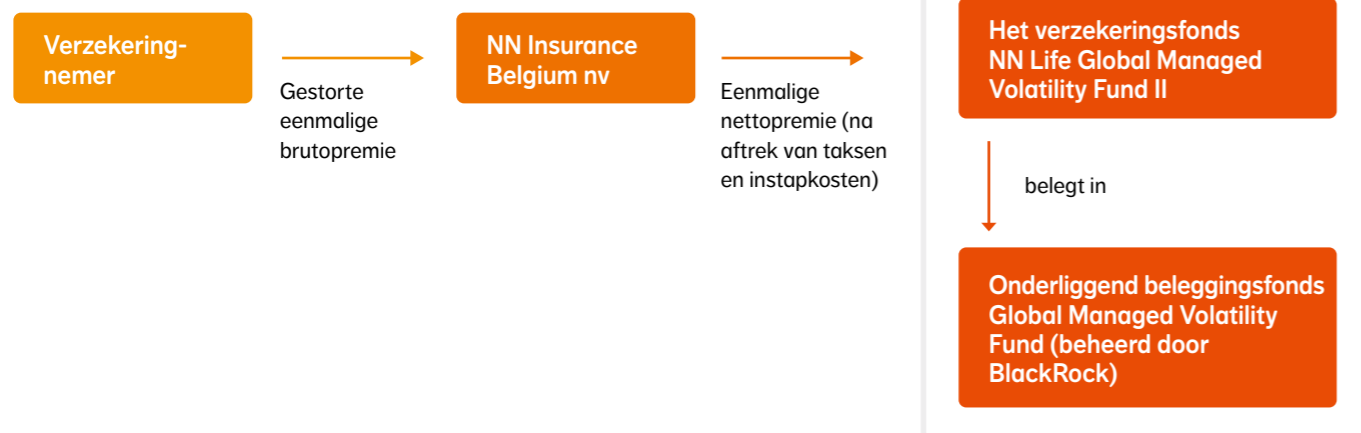 Verzekering-
nemer
Gestorte
eenmalige
brutopremie
NN Insurance
Belgium nv
Eenmalige
nettopremie (na
aftrek van taksen
en instapkosten)
Het verzekeringsfonds
NN Life Global Managed
Volatility Fund II
belegt in
Onderliggend beleggingsfonds
Global Managed Volatility
Fund (beheerd door
BlackRock)